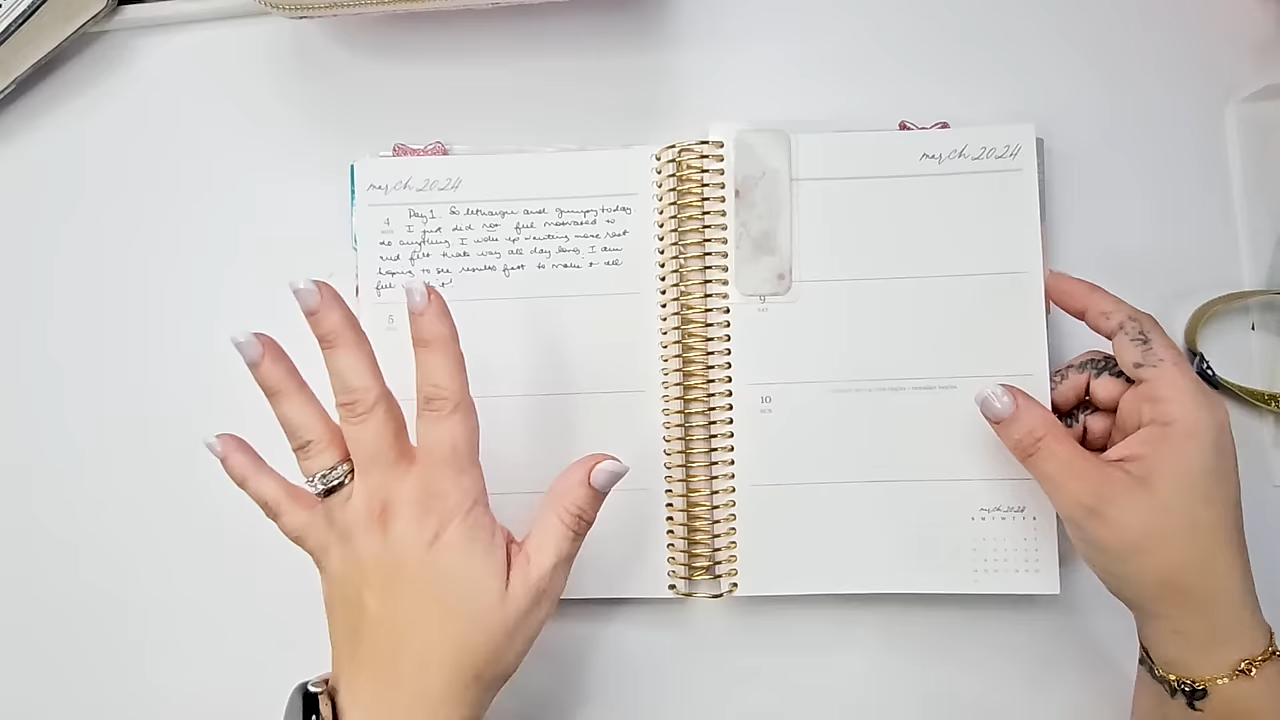 march 2024
4
MON
Day 1. So lethargic and grumpy today.
I just did not feel motivated to
do anything. I woke up wanting more rest
and felt that way all day long. I am
hoping to see results fast to make it all
feel
5
march 2024
9
SAT
10
SUN
march 2024
S M T W T F S